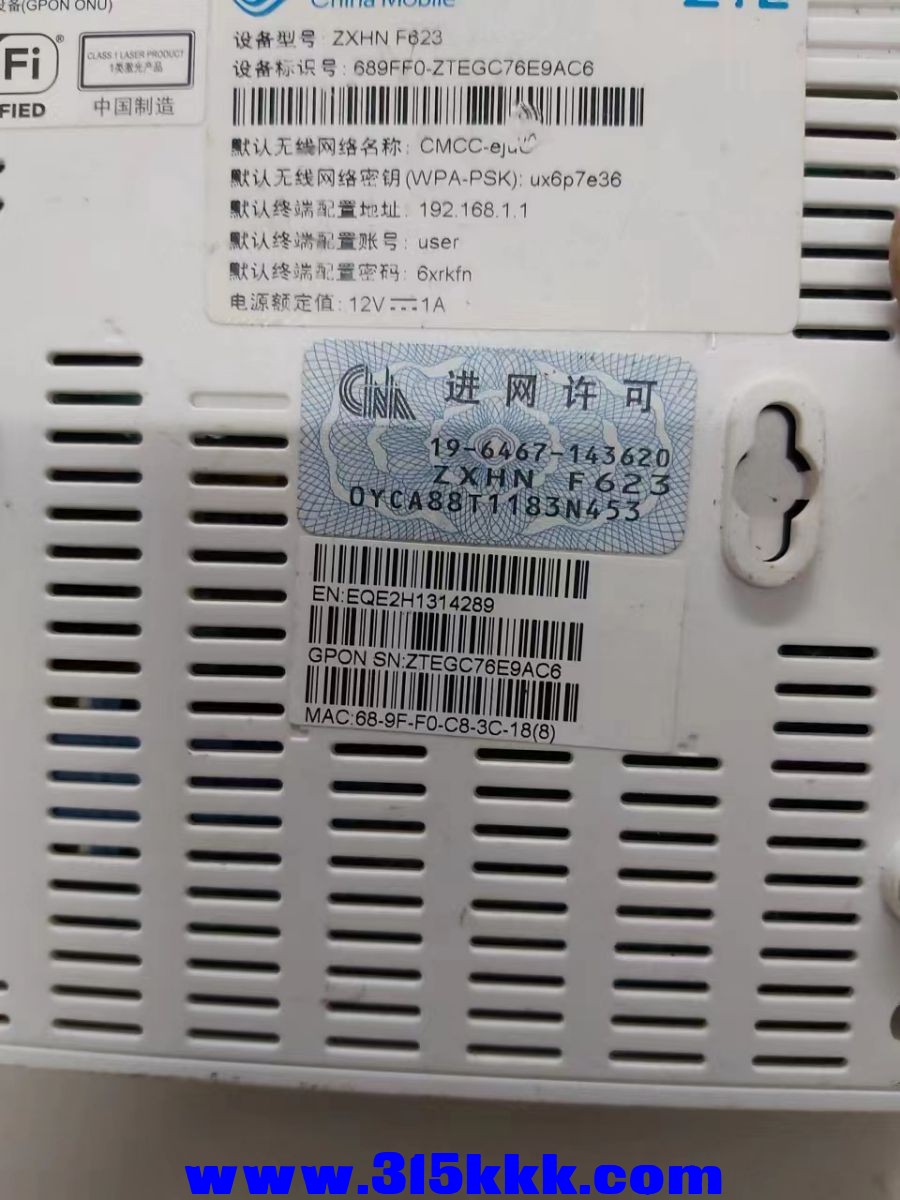 设备(GPON ONU)
China Mobile
ZTE
Fi
®
FIED
CLASS 1 LASER PRODUCT
1类激光产品
中国制造
设备型号: ZXHN F623
设备标识号: 689FF0-ZTEGC76E9AC6
默认无线网络名称:
默认无线网络密钥(WPA-PSK): ux6p7e36
默认终端配置地址: 192.168.1.1
默认终端配置账号: user
默认终端配置密码: 6xrkfn
电源额定值: 12V⎓1A
进网许可
19-6467-143620
ZXHN F623
0YCA88T1183N453
EN:EQE2H1314289
GPON SN:ZTEGC76E9AC6
MAC:68-9F-F0-C8-3C-18(8)
www.315kkk.com